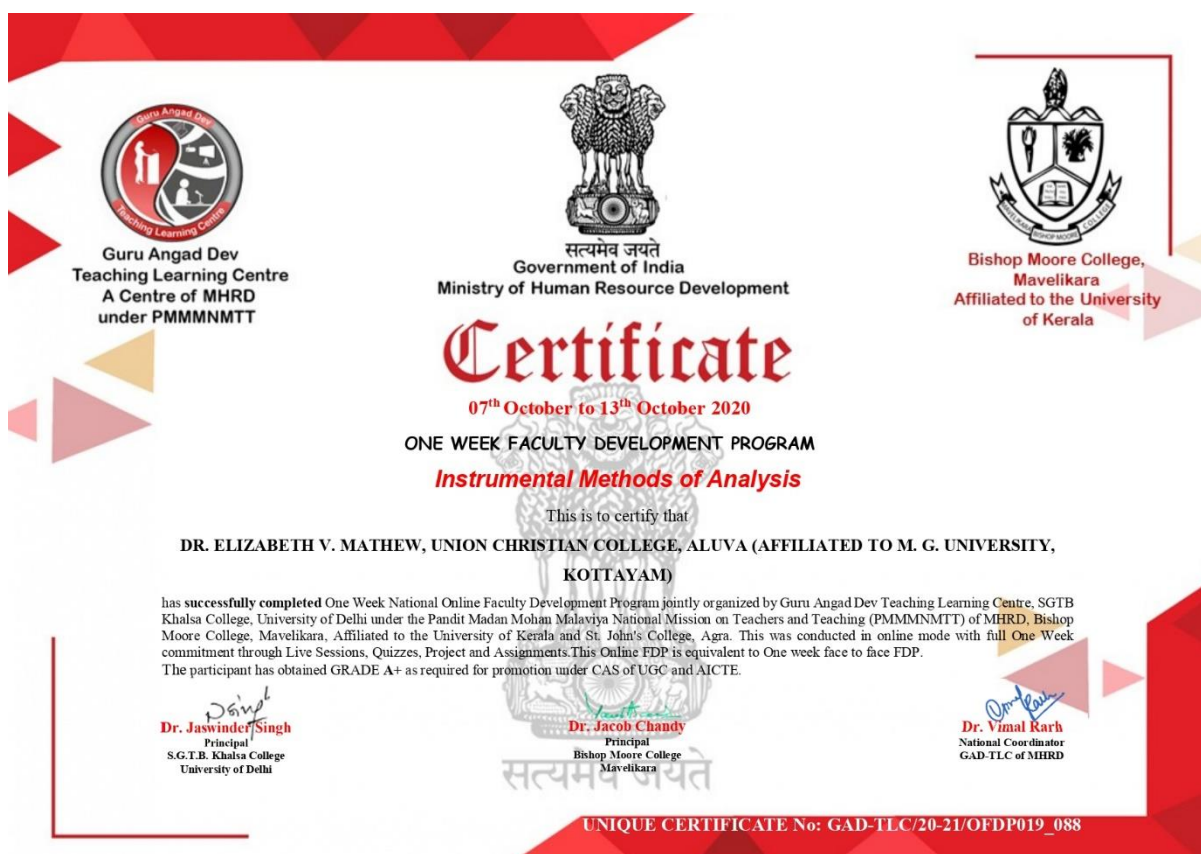 Guru Angad Dev
Teaching Learning Centre
Guru Angad Dev
Teaching Learning Centre
A Centre of MHRD
under PMMMNMTT
सत्यमेव जयते
Government of India
Ministry of Human Resource Development
MAVELIKARA BISHOP MOORE COLLEGE
Bishop Moore College,
Mavelikara
Affiliated to the University
of Kerala
Certificate
07th October to 13th October 2020
ONE WEEK FACULTY DEVELOPMENT PROGRAM
Instrumental Methods of Analysis
This is to certify that
DR. ELIZABETH V. MATHEW, UNION CHRISTIAN COLLEGE, ALUVA (AFFILIATED TO M. G. UNIVERSITY,
KOTTAYAM)
has successfully completed One Week National Online Faculty Development Program jointly organized by Guru Angad Dev Teaching Learning Centre, SGTB
Khalsa College, University of Delhi under the Pandit Madan Mohan Malaviya National Mission on Teachers and Teaching (PMMMNMTT) of MHRD, Bishop
Moore College, Mavelikara, Affiliated to the University of Kerala and St. John's College, Agra. This was conducted in online mode with full One Week
commitment through Live Sessions, Quizzes, Project and Assignments.This Online FDP is equivalent to One week face to face FDP.
The participant has obtained GRADE A+ as required for promotion under CAS of UGC and AICTE.
Dr. Jaswinder Singh
Principal
S.G.T.B. Khalsa College
University of Delhi
Dr. Jacob Chandy
Principal
Bishop Moore College
Mavelikara
Dr. Vimal Rarh
National Coordinator
GAD-TLC of MHRD
सत्यमेव जयते
UNIQUE CERTIFICATE No: GAD-TLC/20-21/OFDP019_088